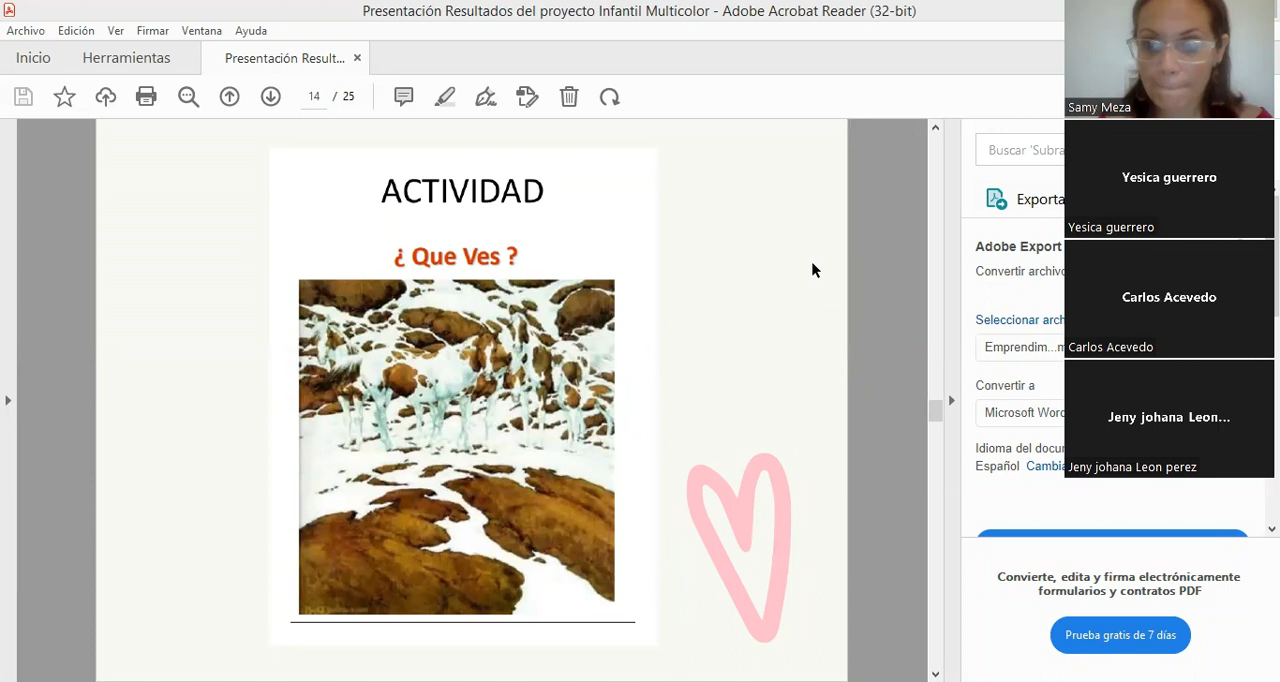 Presentación Resultados del proyecto Infantil Multicolor - Adobe Acrobat Reader (32-bit)
Archivo Edición Ver Firmar Ventana Ayuda
Inicio Herramientas Presentación Result... ×
14 / 25
ACTIVIDAD
¿ Que Ves ?
Buscar 'Subra
Exporta
Adobe Export
Convertir archivo
Seleccionar arch
Emprendim...m
Convertir a
Microsoft Word
Idioma del docum
Español Cambia
Convierte, edita y firma electrónicamente
formularios y contratos PDF
Prueba gratis de 7 días
Samy Meza
Yesica guerrero
Yesica guerrero
Carlos Acevedo
Carlos Acevedo
Jeny johana Leon...
Jeny johana Leon perez